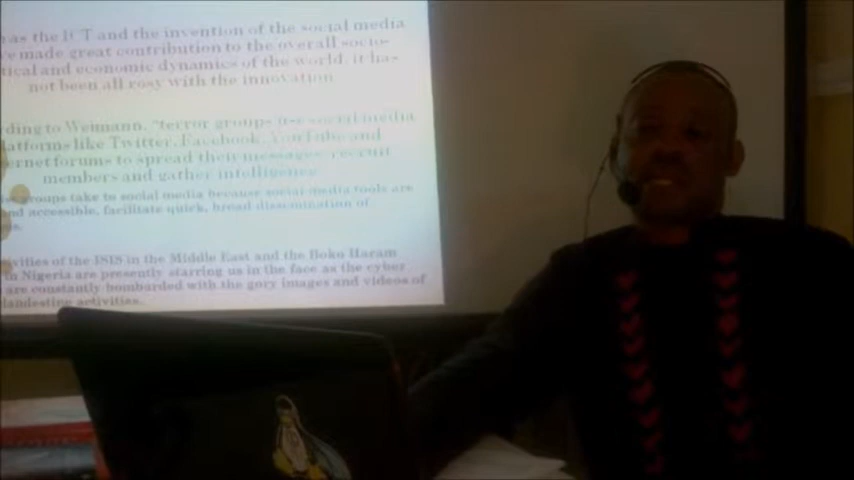 as the ICT and the invention of the social media
ve made great contribution to the overall socio-
tical and economic dynamics of the world, it has
not been all rosy with the innovation
ding to Weimann, "terror groups use social media
latforms like Twitter, Facebook, YouTube and
ernet forums to spread their messages, recruit
members and gather intelligence
groups take to social media because social media tools are
nd accessible, facilitate quick, broad dissemination of
vities of the ISIS in the Middle East and the Boko Haram
in Nigeria are presently starring us in the face as the cyber
are constantly bombarded with the gory images and videos of
landestine activities.